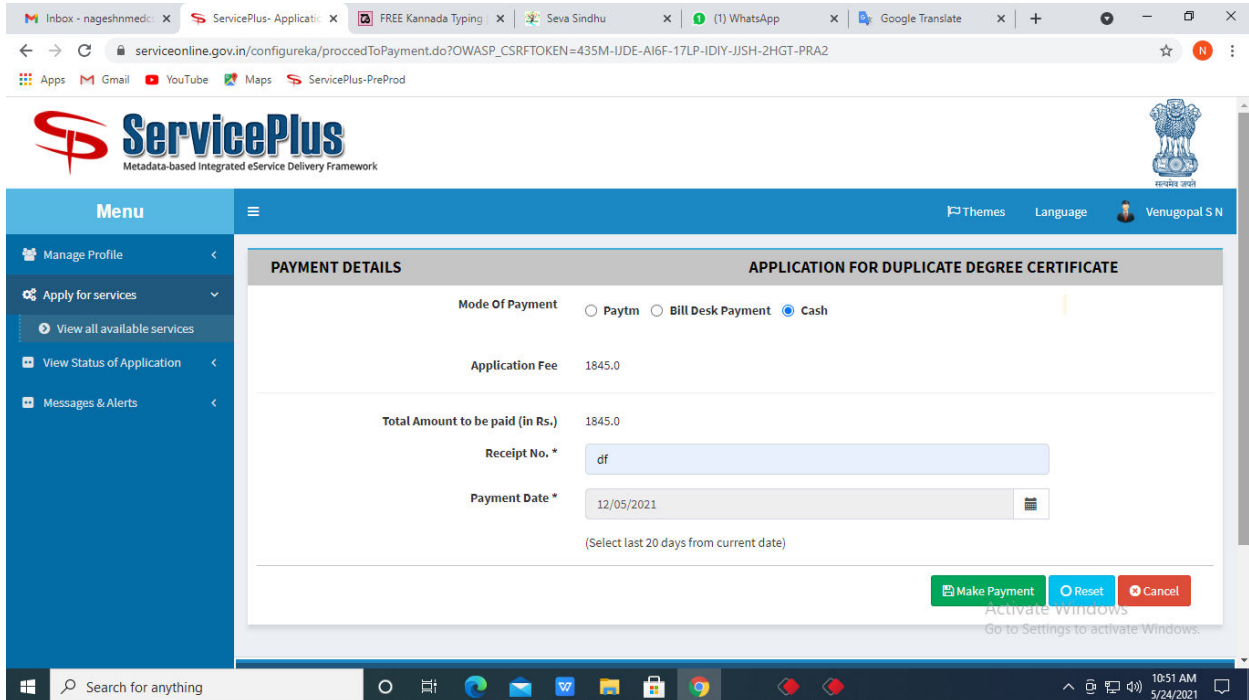 Inbox - nageshnmedc
ServicePlus- Applicatic
FREE Kannada Typing
Seva Sindhu
(1) WhatsApp
Google Translate
serviceonline.gov.in/configureka/proccedToPayment.do?OWASP_CSRFTOKEN=435M-IJDE-AI6F-17LP-IDIY-JJSH-2HGT-PRA2
N
Apps Gmail YouTube Maps ServicePlus-PreProd
ServicePlus
Metadata-based Integrated eService Delivery Framework
सत्यमेव जयते
Menu
Themes Language Venugopal S N
Manage Profile
Apply for services
View all available services
View Status of Application
Messages & Alerts
PAYMENT DETAILS APPLICATION FOR DUPLICATE DEGREE CERTIFICATE
Mode Of Payment Paytm Bill Desk Payment Cash
Application Fee 1845.0
Total Amount to be paid (in Rs.) 1845.0
Receipt No. * df
Payment Date * 12/05/2021
(Select last 20 days from current date)
Make Payment Reset Cancel
Activate Windows
Go to Settings to activate Windows.
Search for anything
10:51 AM
5/24/2021